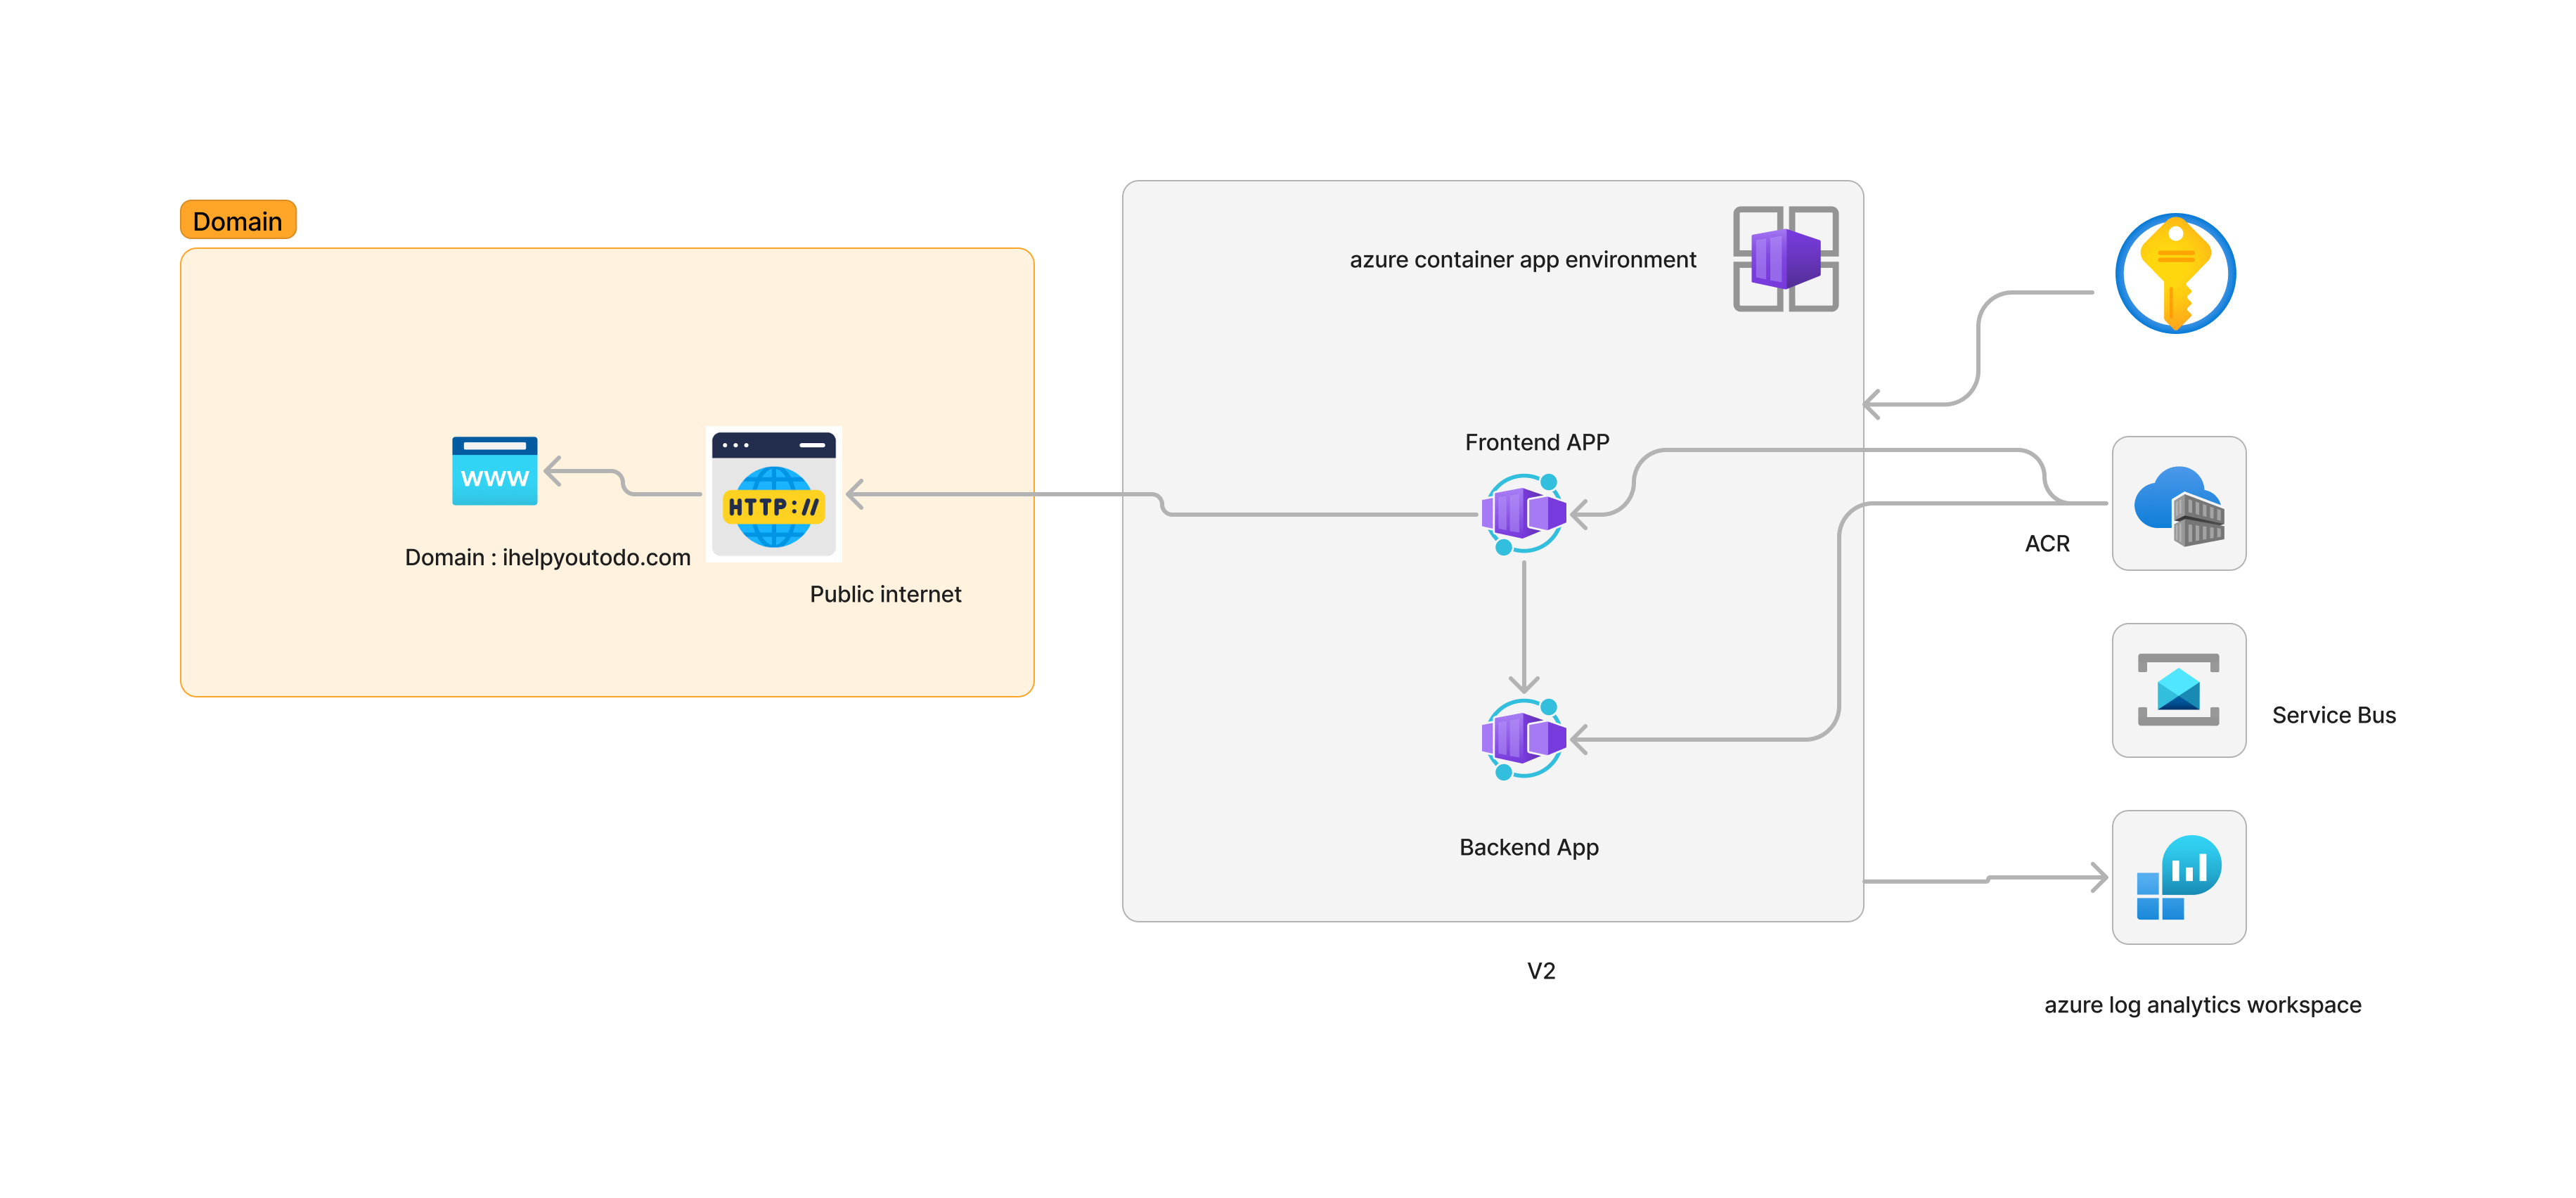 Domain
azure container app environment
Frontend APP
www
HTTP://
Domain : ihelpyoutodo.com
Public internet
ACR
Service Bus
Backend App
V2
azure log analytics workspace